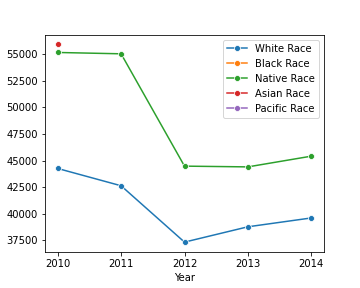 White Race
Black Race
Native Race
Asian Race
Pacific Race
55000
52500
50000
47500
45000
42500
40000
37500
2010 2011 2012 2013 2014
Year